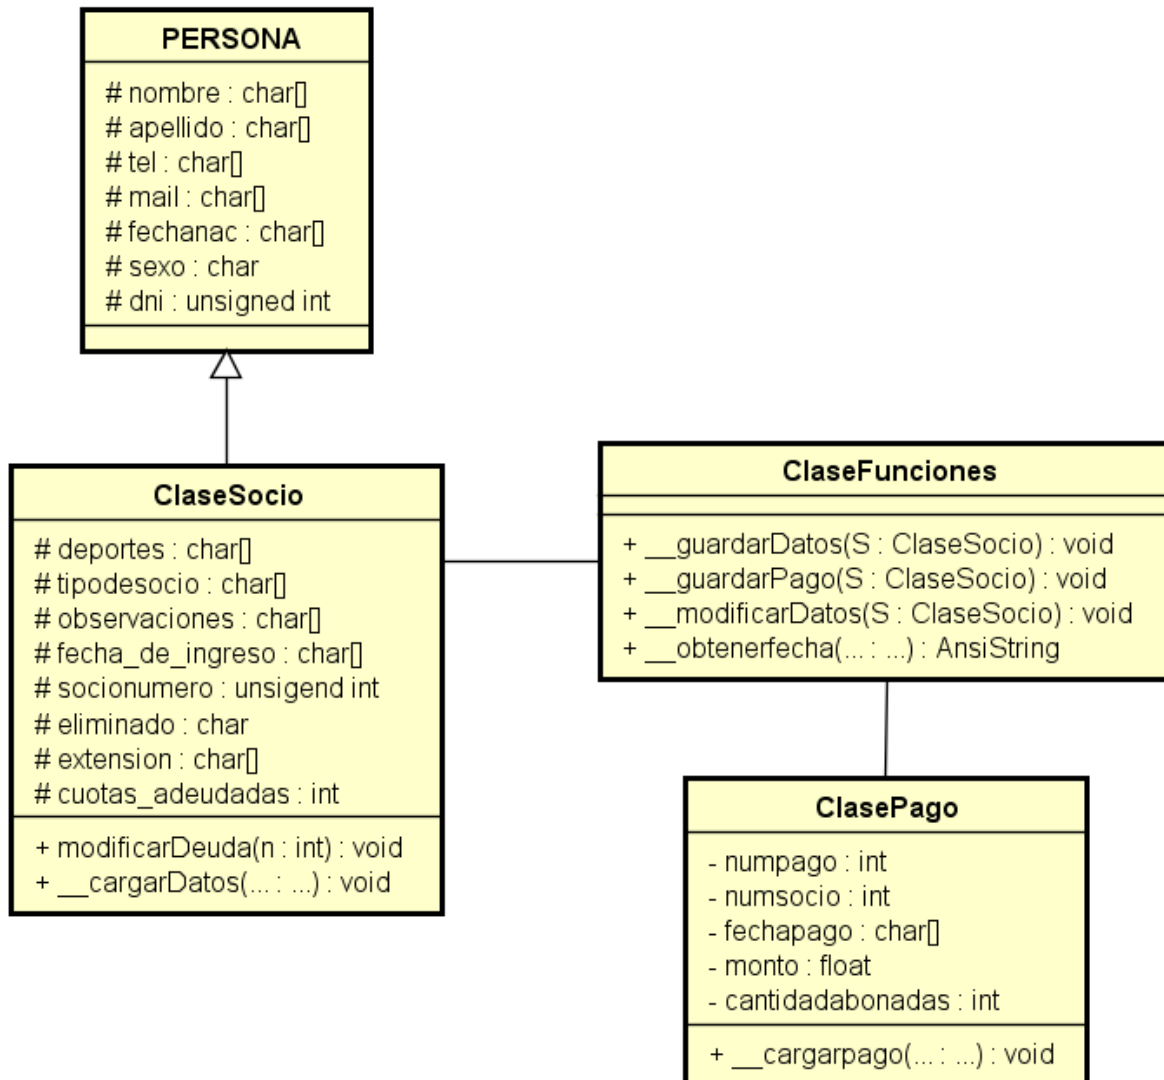 PERSONA
# nombre : char[]
# apellido : char[]
# tel : char[]
# mail : char[]
# fechanac : char[]
# sexo : char
# dni : unsigned int
ClaseSocio
# deportes : char[]
# tipodesocio : char[]
# observaciones : char[]
# fecha_de_ingreso : char[]
# socionumero : unsigend int
# eliminado : char
# extension : char[]
# cuotas_adeudadas : int
+ modificarDeuda(n : int) : void
+ __cargarDatos(... : ...) : void
ClaseFunciones
+ __guardarDatos(S : ClaseSocio) : void
+ __guardarPago(S : ClaseSocio) : void
+ __modificarDatos(S : ClaseSocio) : void
+ __obtenerfecha(... : ...) : AnsiString
ClasePago
- numpago : int
- numsocio : int
- fechapago : char[]
- monto : float
- cantidadabonadas : int
+ __cargarpago(... : ...) : void